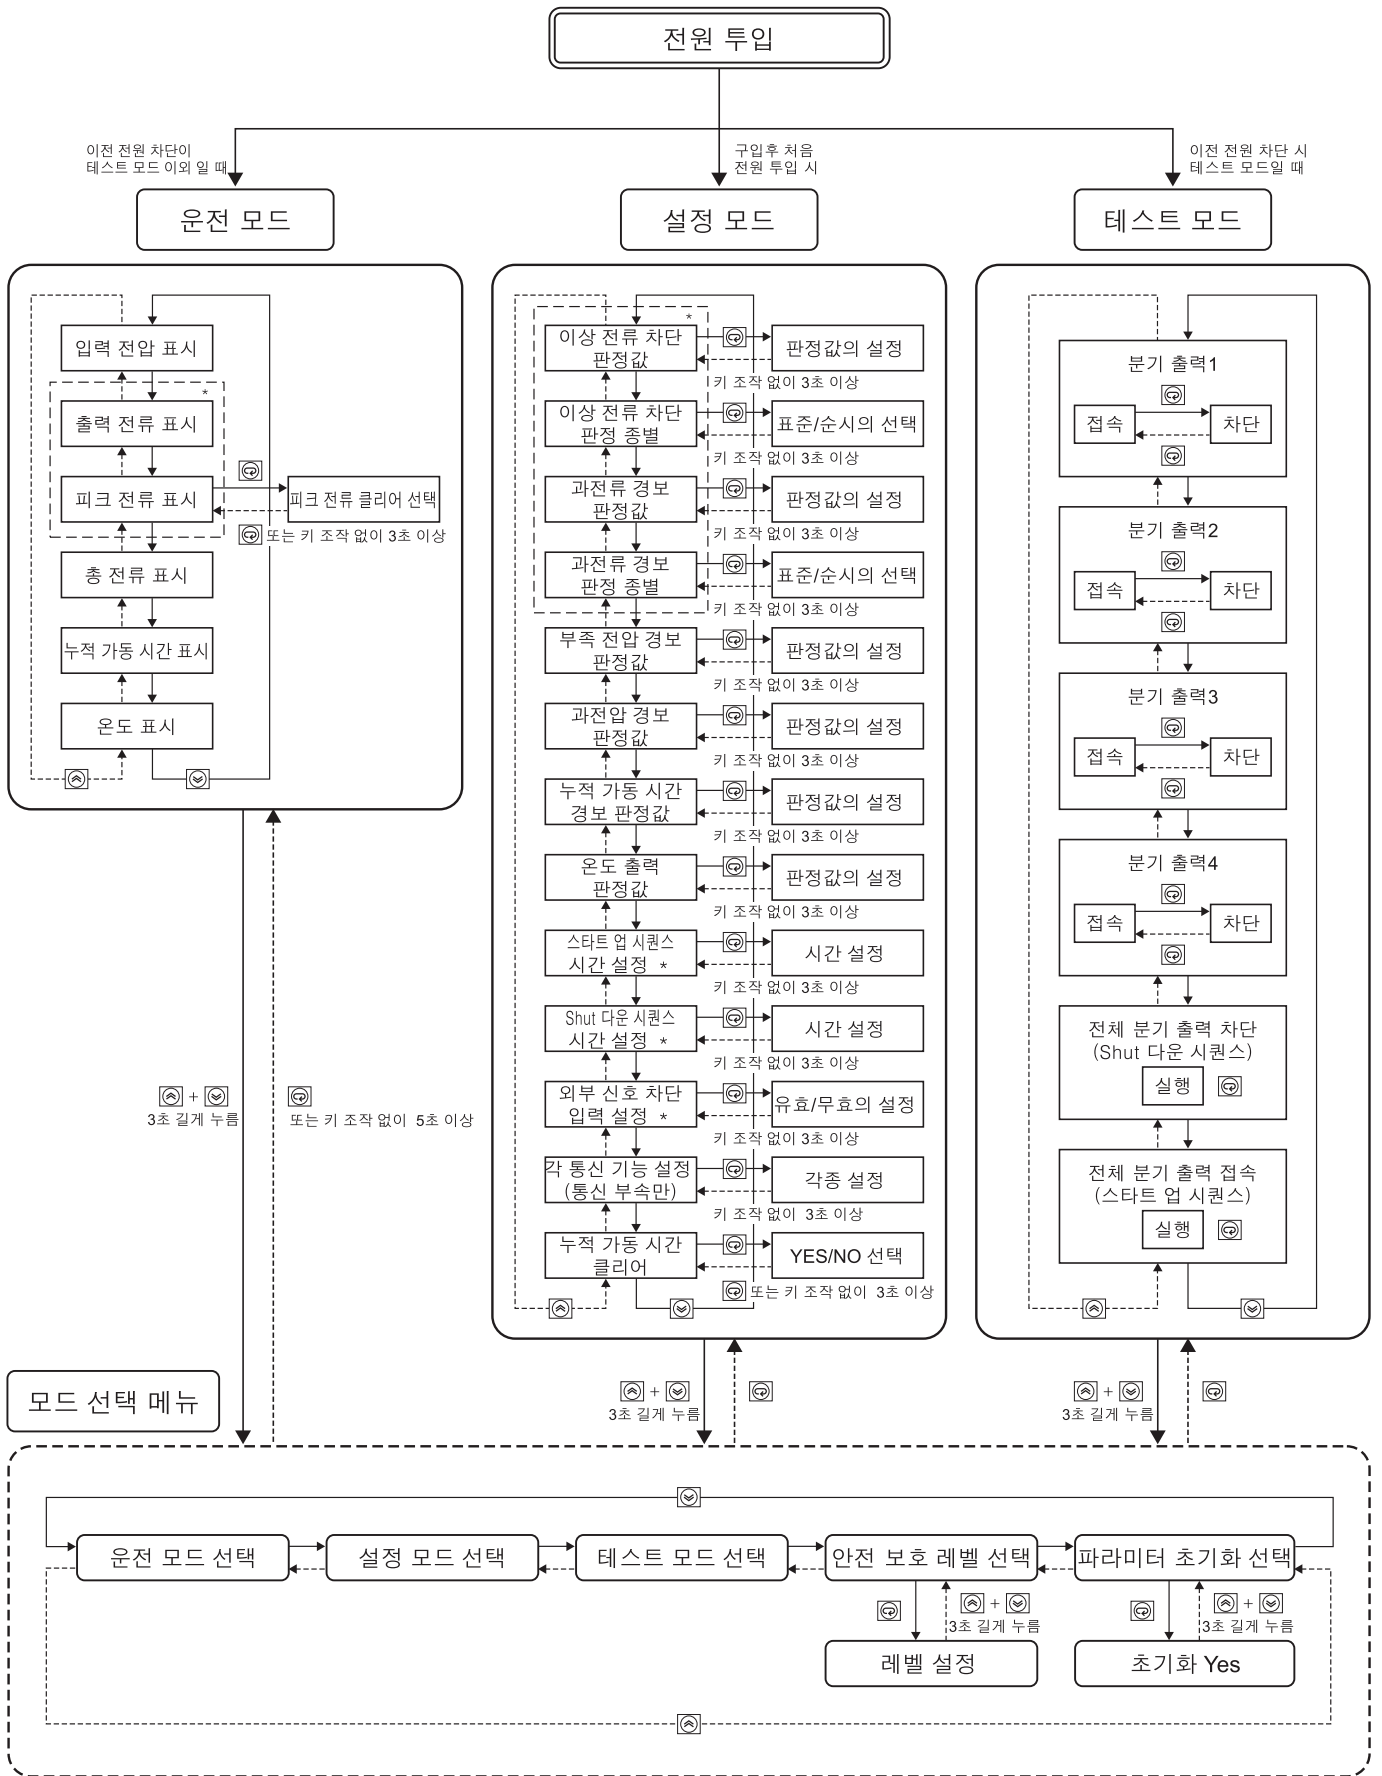 전원 투입
이전 전원 차단이
테스트 모드 이외 일 때
구입후 처음
전원 투입 시
이전 전원 차단 시
테스트 모드일 때
운전 모드
설정 모드
테스트 모드
입력 전압 표시
*
출력 전류 표시
피크 전류 표시
피크 전류 클리어 선택
또는 키 조작 없이 3초 이상
총 전류 표시
누적 가동 시간 표시
온도 표시
*
이상 전류 차단
판정값
판정값의 설정
키 조작 없이 3초 이상
이상 전류 차단
판정 종별
표준/순시의 선택
키 조작 없이 3초 이상
과전류 경보
판정값
판정값의 설정
키 조작 없이 3초 이상
과전류 경보
판정 종별
표준/순시의 선택
키 조작 없이 3초 이상
부족 전압 경보
판정값
판정값의 설정
키 조작 없이 3초 이상
과전압 경보
판정값
판정값의 설정
키 조작 없이 3초 이상
누적 가동 시간
경보 판정값
판정값의 설정
키 조작 없이 3초 이상
온도 출력
판정값
판정값의 설정
키 조작 없이 3초 이상
스타트 업 시퀀스
시간 설정 *
시간 설정
키 조작 없이 3초 이상
Shut 다운 시퀀스
시간 설정 *
시간 설정
키 조작 없이 3초 이상
외부 신호 차단
입력 설정 *
유효/무효의 설정
키 조작 없이 3초 이상
각 통신 기능 설정
(통신 부속만)
각종 설정
키 조작 없이 3초 이상
누적 가동 시간
클리어
YES/NO 선택
또는 키 조작 없이 3초 이상
분기 출력1
접속
차단
분기 출력2
접속
차단
분기 출력3
접속
차단
분기 출력4
접속
차단
전체 분기 출력 차단
(Shut 다운 시퀀스)
실행
전체 분기 출력 접속
(스타트 업 시퀀스)
실행
+
3초 길게 누름
또는 키 조작 없이 5초 이상
+
3초 길게 누름
+
3초 길게 누름
모드 선택 메뉴
운전 모드 선택
설정 모드 선택
테스트 모드 선택
안전 보호 레벨 선택
파라미터 초기화 선택
+
3초 길게 누름
+
3초 길게 누름
레벨 설정
초기화 Yes